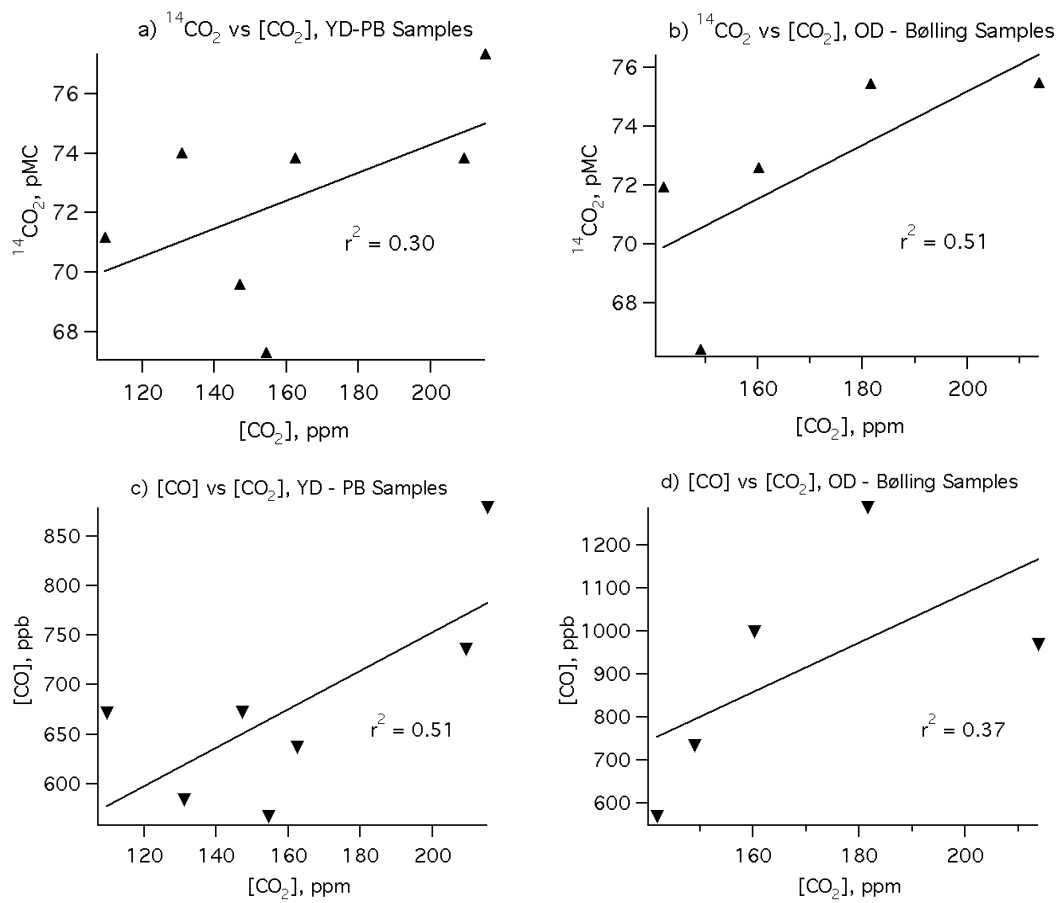 a) ¹⁴CO₂ vs [CO₂], YD-PB Samples
76
74
72
70
68
¹⁴CO₂, pMC
r² = 0.30
120 140 160 180 200
[CO₂], ppm
b) ¹⁴CO₂ vs [CO₂], OD - Bølling Samples
76
74
72
70
68
¹⁴CO₂, pMC
r² = 0.51
160 180 200
[CO₂], ppm
c) [CO] vs [CO₂], YD - PB Samples
850
800
750
700
650
600
[CO], ppb
r² = 0.51
120 140 160 180 200
[CO₂], ppm
d) [CO] vs [CO₂], OD - Bølling Samples
1200
1100
1000
900
800
700
600
[CO], ppb
r² = 0.37
160 180 200
[CO₂], ppm